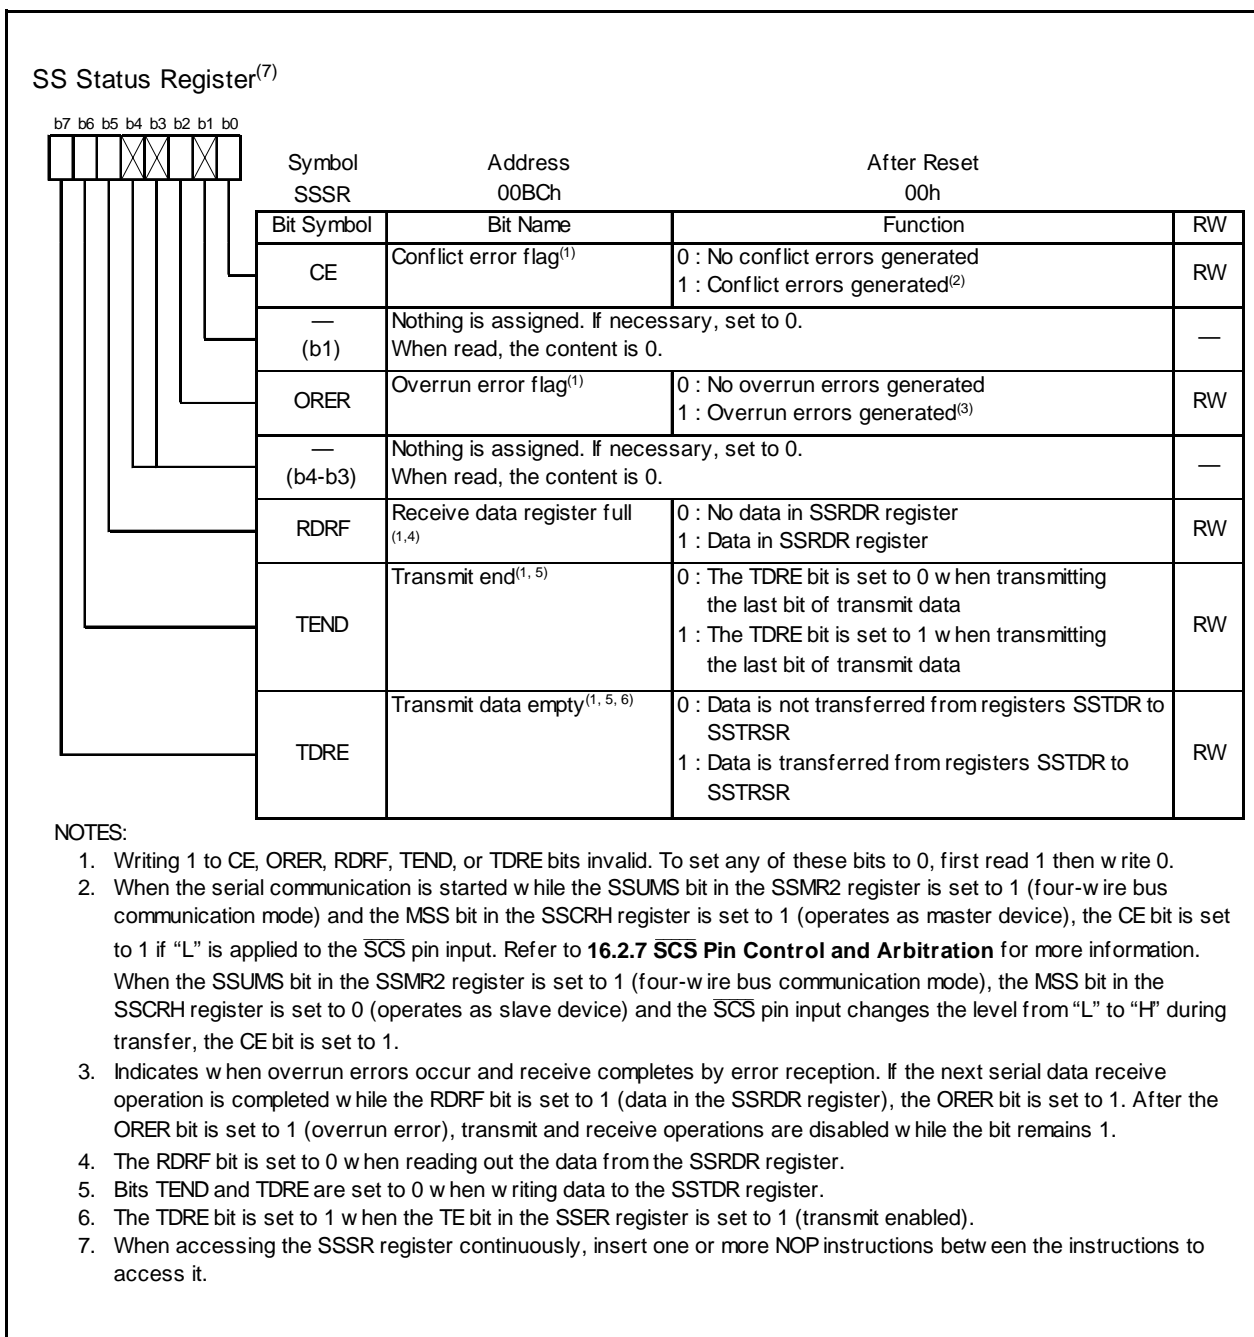 SS Status Register(7)
b7 b6 b5 b4 b3 b2 b1 b0
Symbol Address After Reset
SSSR 00BCh 00h
Bit Symbol Bit Name Function RW
CE Conflict error flag(1) 0 : No conflict errors generated RW
1 : Conflict errors generated(2)
— Nothing is assigned. If necessary, set to 0. —
(b1) When read, the content is 0.
ORER Overrun error flag(1) 0 : No overrun errors generated RW
1 : Overrun errors generated(3)
— Nothing is assigned. If necessary, set to 0. —
(b4-b3) When read, the content is 0.
RDRF Receive data register full 0 : No data in SSRDR register RW
(1,4) 1 : Data in SSRDR register
Transmit end(1, 5) 0 : The TDRE bit is set to 0 when transmitting
the last bit of transmit data
TEND 1 : The TDRE bit is set to 1 when transmitting RW
the last bit of transmit data
Transmit data empty(1, 5, 6) 0 : Data is not transferred from registers SSTDR to
SSTRSR
TDRE 1 : Data is transferred from registers SSTDR to RW
SSTRSR
NOTES:
1. Writing 1 to CE, ORER, RDRF, TEND, or TDRE bits invalid. To set any of these bits to 0, first read 1 then write 0.
2. When the serial communication is started while the SSUMS bit in the SSMR2 register is set to 1 (four-wire bus
communication mode) and the MSS bit in the SSCRH register is set to 1 (operates as master device), the CE bit is set
to 1 if “L” is applied to the S̅C̅S̅ pin input. Refer to 16.2.7 S̅C̅S̅ Pin Control and Arbitration for more information.
When the SSUMS bit in the SSMR2 register is set to 1 (four-wire bus communication mode), the MSS bit in the
SSCRH register is set to 0 (operates as slave device) and the S̅C̅S̅ pin input changes the level from “L” to “H” during
transfer, the CE bit is set to 1.
3. Indicates when overrun errors occur and receive completes by error reception. If the next serial data receive
operation is completed while the RDRF bit is set to 1 (data in the SSRDR register), the ORER bit is set to 1. After the
ORER bit is set to 1 (overrun error), transmit and receive operations are disabled while the bit remains 1.
4. The RDRF bit is set to 0 when reading out the data from the SSRDR register.
5. Bits TEND and TDRE are set to 0 when writing data to the SSTDR register.
6. The TDRE bit is set to 1 when the TE bit in the SSER register is set to 1 (transmit enabled).
7. When accessing the SSSR register continuously, insert one or more NOP instructions between the instructions to
access it.